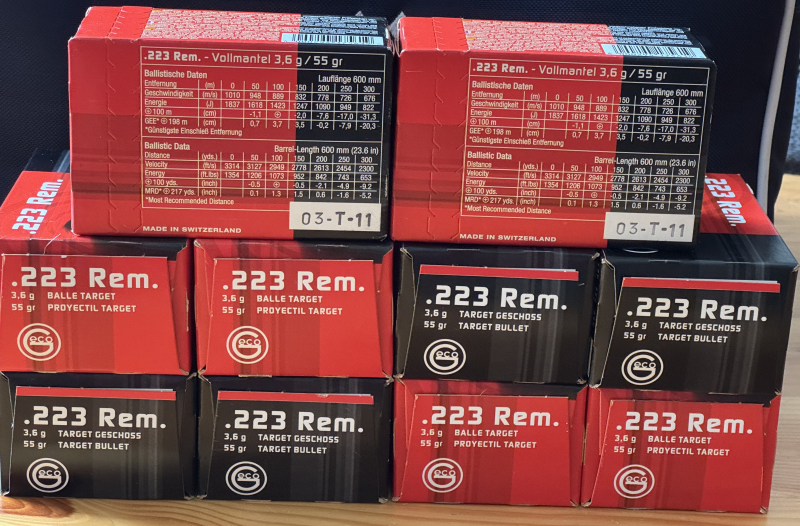 .223 Rem. - Vollmantel 3,6 g / 55 gr
Ballistische Daten Lauflänge 600 mm
Entfernung (m) 0 50 100 150 200 250 300
Geschwindigkeit (m/s) 1010 948 889 832 778 726 676
Energie (J) 1837 1618 1423 1247 1090 949 822
⊕ 100 m (cm) -1,1 ⊕ -2,0 -7,6 -17,0 -31,3
GEE* ⊕ 198 m (cm) 0,7 3,7 3,5 -0,2 -7,9 -20,3
*Günstigste Einschieß Entfernung
Ballistic Data Barrel-Length 600 mm (23.6 in)
Distance (yds.) 0 50 100 150 200 250 300
Velocity (ft/s) 3314 3127 2949 2778 2613 2454 2300
Energy (ft.lbs) 1354 1206 1073 952 842 743 653
⊕ 100 yds. (inch) -0.5 ⊕ -0.5 -2.1 -4.9 -9.2
MRD* ⊕ 217 yds. (inch) 0.1 1.3 1.5 0.6 -1.6 -5.2
*Most Recommended Distance
03-T-11
MADE IN SWITZERLAND
.223 Rem. - Vollmantel 3,6 g / 55 gr
Ballistische Daten Lauflänge 600 mm
Entfernung (m) 0 50 100 150 200 250 300
Geschwindigkeit (m/s) 1010 948 889 832 778 726 676
Energie (J) 1837 1618 1423 1247 1090 949 822
⊕ 100 m (cm) -1,1 ⊕ -2,0 -7,6 -17,0 -31,3
GEE* ⊕ 198 m (cm) 0,7 3,7 3,5 -0,2 -7,9 -20,3
*Günstigste Einschieß Entfernung
Ballistic Data Barrel-Length 600 mm (23.6 in)
Distance (yds.) 0 50 100 150 200 250 300
Velocity (ft/s) 3314 3127 2949 2778 2613 2454 2300
Energy (ft.lbs) 1354 1206 1073 952 842 743 653
⊕ 100 yds. (inch) -0.5 ⊕ -0.5 -2.1 -4.9 -9.2
MRD* ⊕ 217 yds. (inch) 0.1 1.3 1.5 0.6 -1.6 -5.2
*Most Recommended Distance
03-T-11
MADE IN SWITZERLAND
.223 Rem.
.223 Rem.
.223 Rem.
3,6 g BALLE TARGET
55 gr PROYECTIL TARGET
Geco
.223 Rem.
3,6 g BALLE TARGET
55 gr PROYECTIL TARGET
Geco
.223 Rem.
3,6 g TARGET GESCHOSS
55 gr TARGET BULLET
Geco
.223 Rem.
3,6 g TARGET GESCHOSS
55 gr TARGET BULLET
Geco
.223 Rem.
3,6 g TARGET GESCHOSS
55 gr TARGET BULLET
Geco
.223 Rem.
3,6 g TARGET GESCHOSS
55 gr TARGET BULLET
Geco
.223 Rem.
3,6 g BALLE TARGET
55 gr PROYECTIL TARGET
Geco
.223 Rem.
3,6 g BALLE TARGET
55 gr PROYECTIL TARGET
Geco